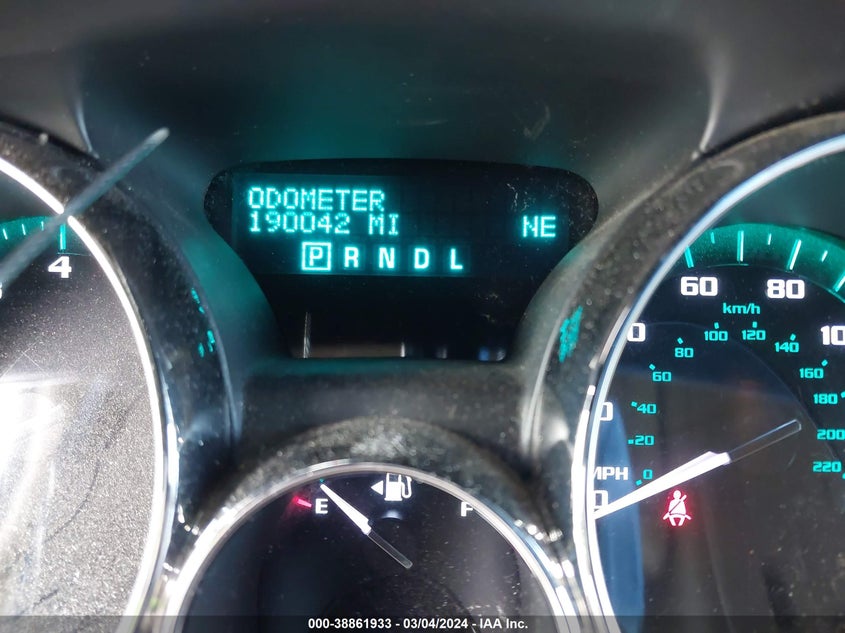 ODOMETER
190042 MI NE
P R N D L
4
60 80
km/h
100 120
80 140
60 160
40 180
20 200
0 220
MPH
0
E F
000-38861933 - 03/04/2024 - IAA Inc.